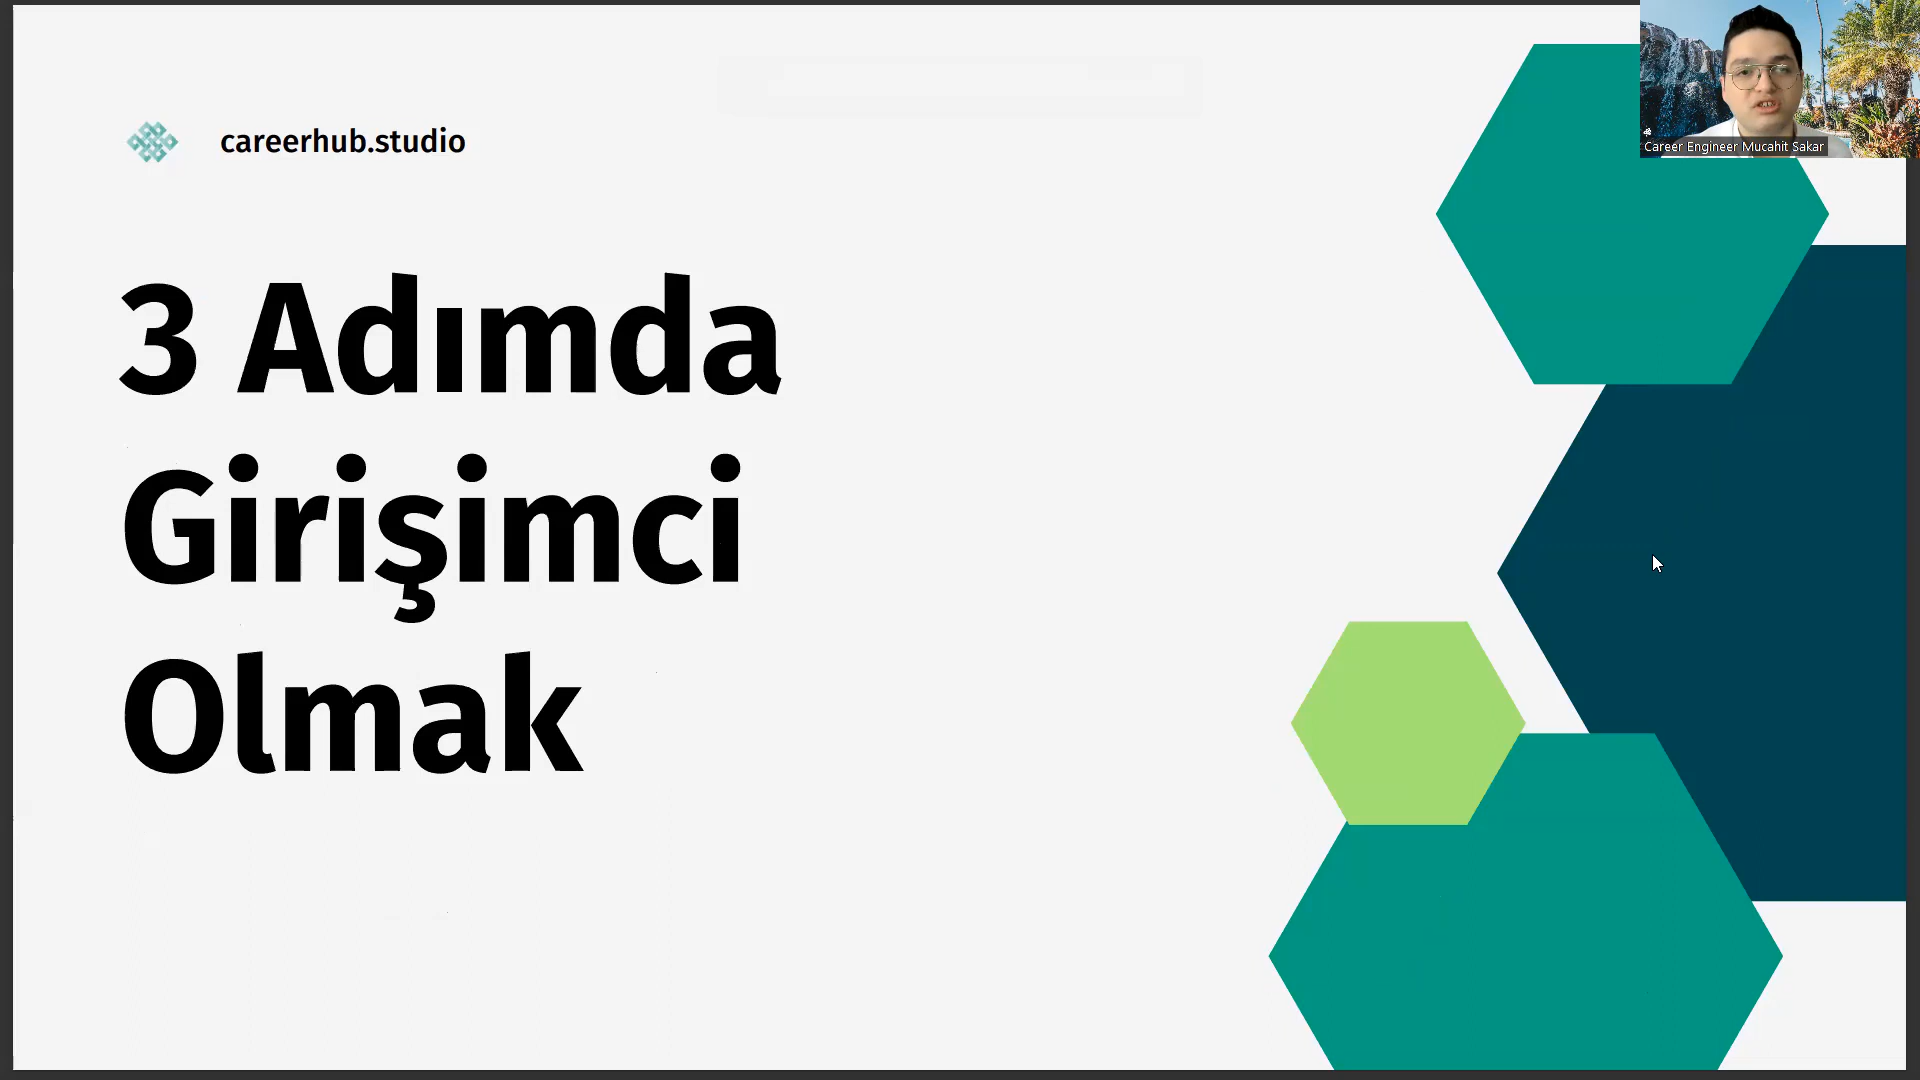 careerhub.studio
3 Adımda
Girişimci
Olmak
Career Engineer Mucahit Sakar